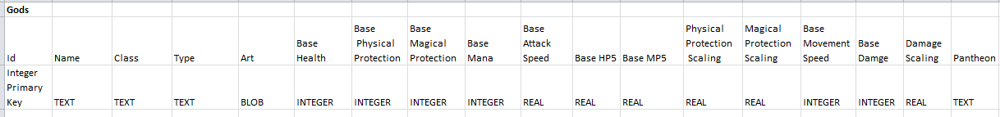 Gods
Id Name Class Type Art Base Health Base Physical Protection Base Magical Protection Base Mana Base Attack Speed Base HP5 Base MP5 Physical Protection Scaling Magical Protection Scaling Base Movement Speed Base Damge Damage Scaling Pantheon
Integer Primary Key TEXT TEXT TEXT BLOB INTEGER INTEGER INTEGER INTEGER REAL REAL REAL REAL REAL INTEGER INTEGER REAL TEXT